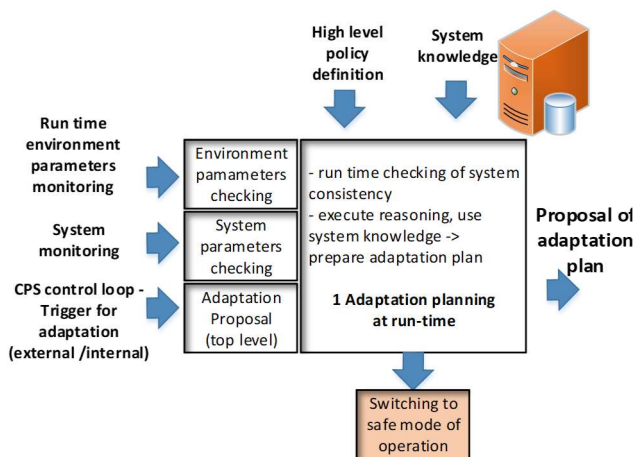 High level
policy
definition
System
knowledge
Run time
environment
parameters
monitoring
Environment
pamameters
checking
System
monitoring
System
parameters
checking
CPS control loop -
Trigger for
adaptation
(external /internal)
Adaptation
Proposal
(top level)
- run time checking of system
consistency
- execute reasoning, use
system knowledge ->
prepare adaptation plan
1 Adaptation planning
at run-time
Proposal of
adaptation
plan
Switching to
safe mode of
operation